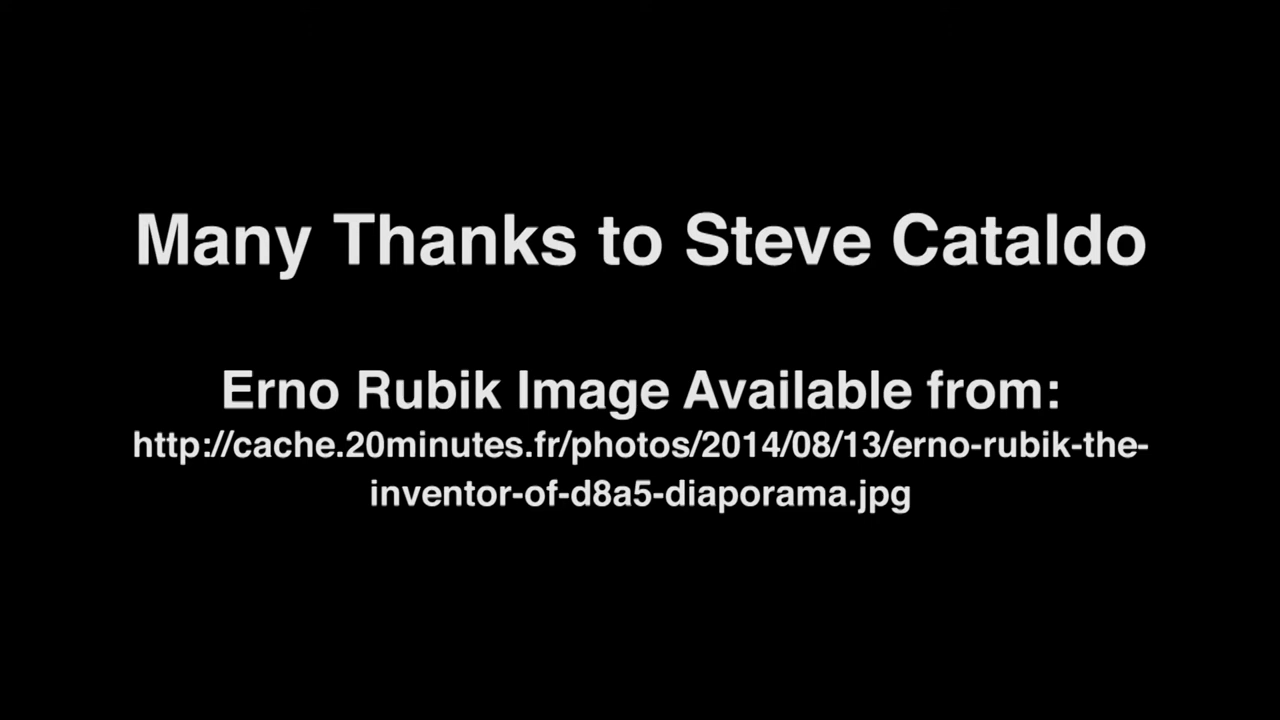 Many Thanks to Steve Cataldo
Erno Rubik Image Available from:
http://cache.20minutes.fr/photos/2014/08/13/erno-rubik-the-
inventor-of-d8a5-diaporama.jpg